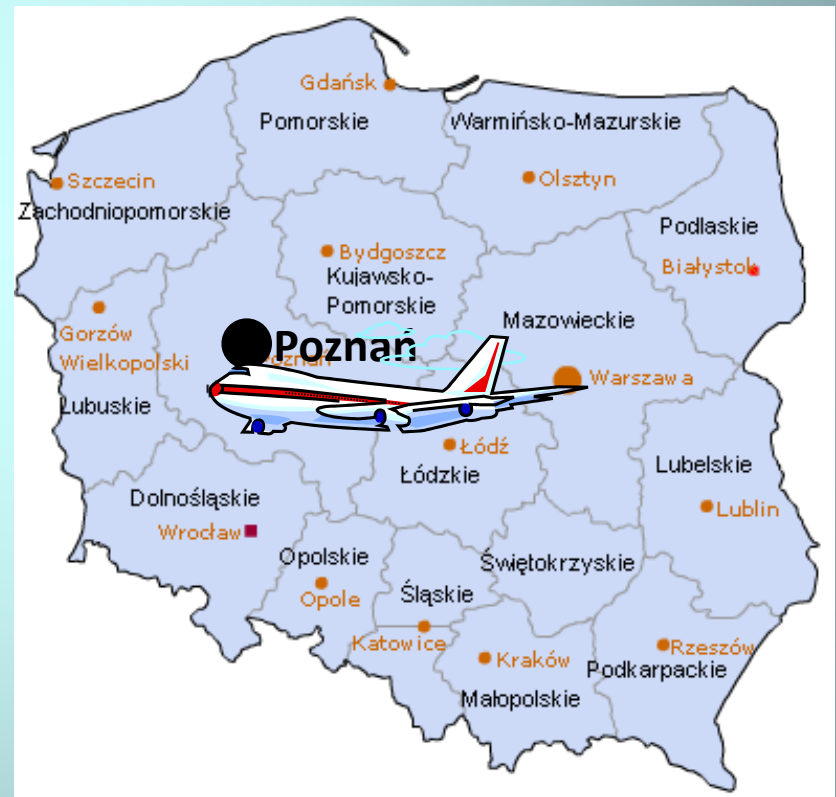 Gdańsk
Pomorskie
Warmińsko-Mazurskie
Szczecin
Olsztyn
Zachodniopomorskie
Podlaskie
Bydgoszcz
Białystok
Kujawsko-
Pomorskie
Mazowieckie
Gorzów
Wielkopolski
Poznań
Poznań
Warszawa
Lubuskie
Łódź
Łódzkie
Lubelskie
Dolnośląskie
Lublin
Wrocław
Opolskie
Świętokrzyskie
Opole
Śląskie
Katowice
Kraków
Rzeszów
Podkarpackie
Małopolskie